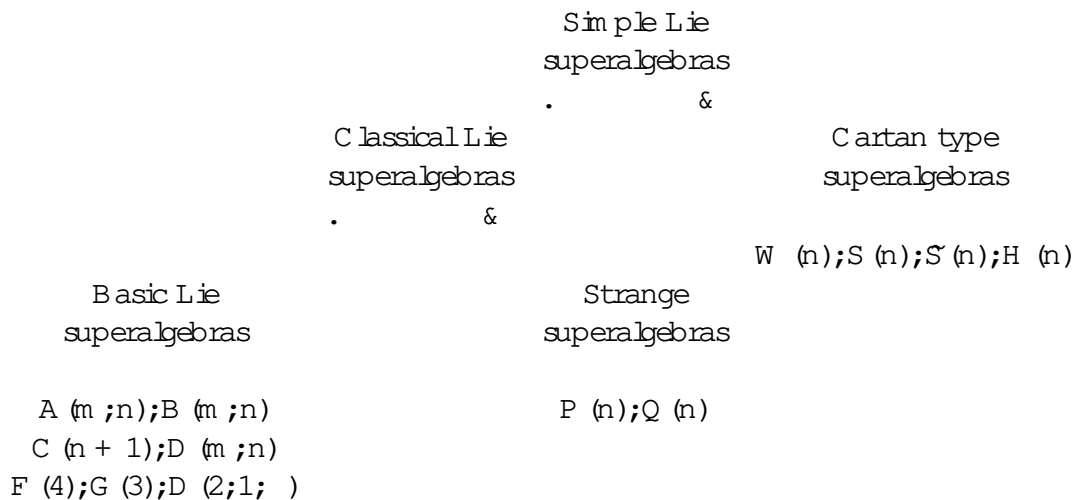 Simple Lie
superalgebras
. &
Classical Lie
superalgebras
Cartan type
superalgebras
. &
W (n);S (n);S̃ (n);H (n)
Basic Lie
superalgebras
Strange
superalgebras
A (m ;n);B (m ;n)
C (n + 1);D (m ;n)
F (4);G (3);D (2;1; )
P (n);Q (n)